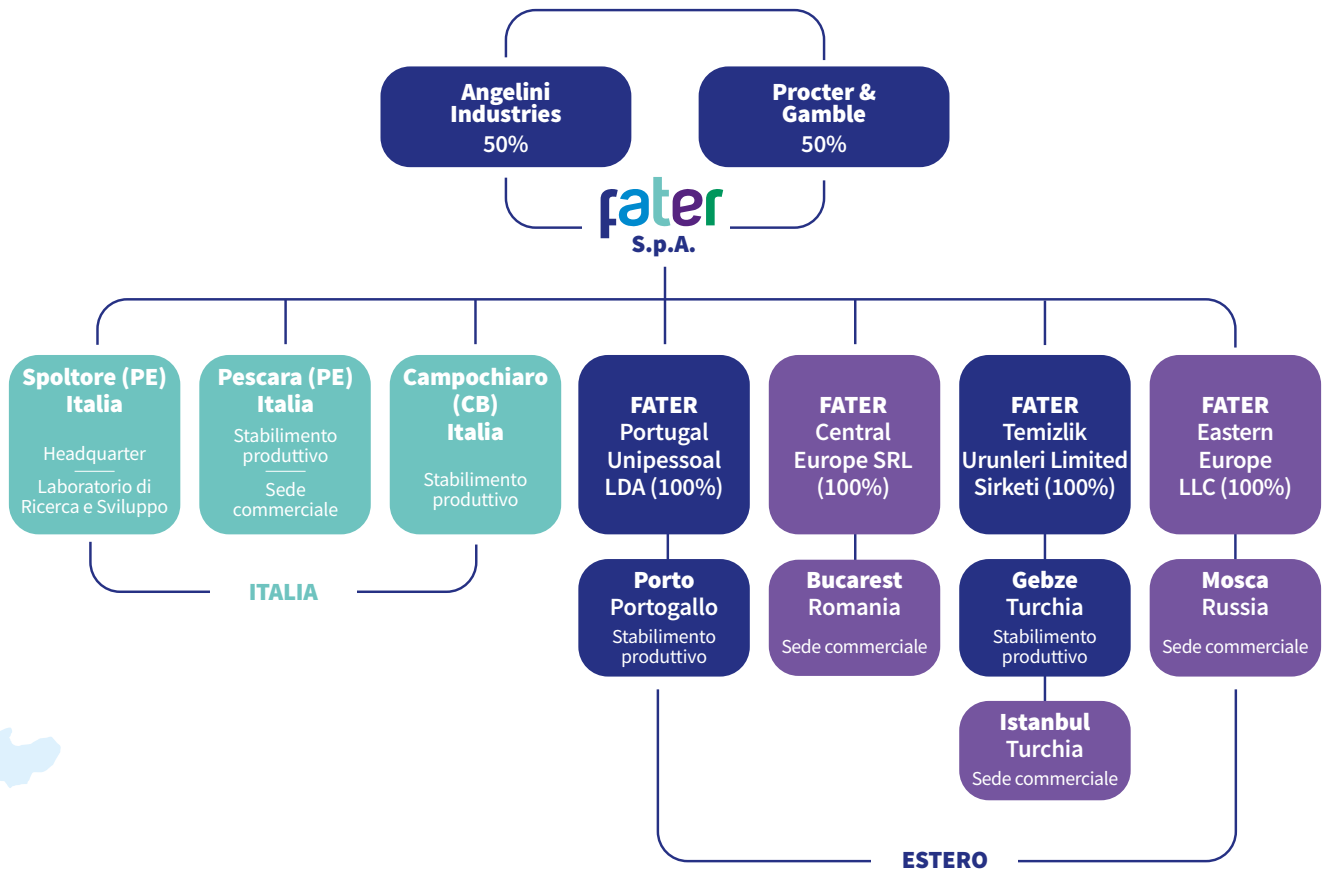 Angelini
Industries
50%
Procter &
Gamble
50%
fater
S.p.A.
Spoltore (PE)
Italia
Headquarter
Laboratorio di
Ricerca e Sviluppo
Pescara (PE)
Italia
Stabilimento
produttivo
Sede
commerciale
Campochiaro
(CB)
Italia
Stabilimento
produttivo
FATER
Portugal
Unipessoal
LDA (100%)
FATER
Central
Europe SRL
(100%)
FATER
Temizlik
Urunleri Limited
Sirketi (100%)
FATER
Eastern
Europe
LLC (100%)
ITALIA
Porto
Portogallo
Stabilimento
produttivo
Bucarest
Romania
Sede commerciale
Gebze
Turchia
Stabilimento
produttivo
Mosca
Russia
Sede commerciale
Istanbul
Turchia
Sede commerciale
ESTERO